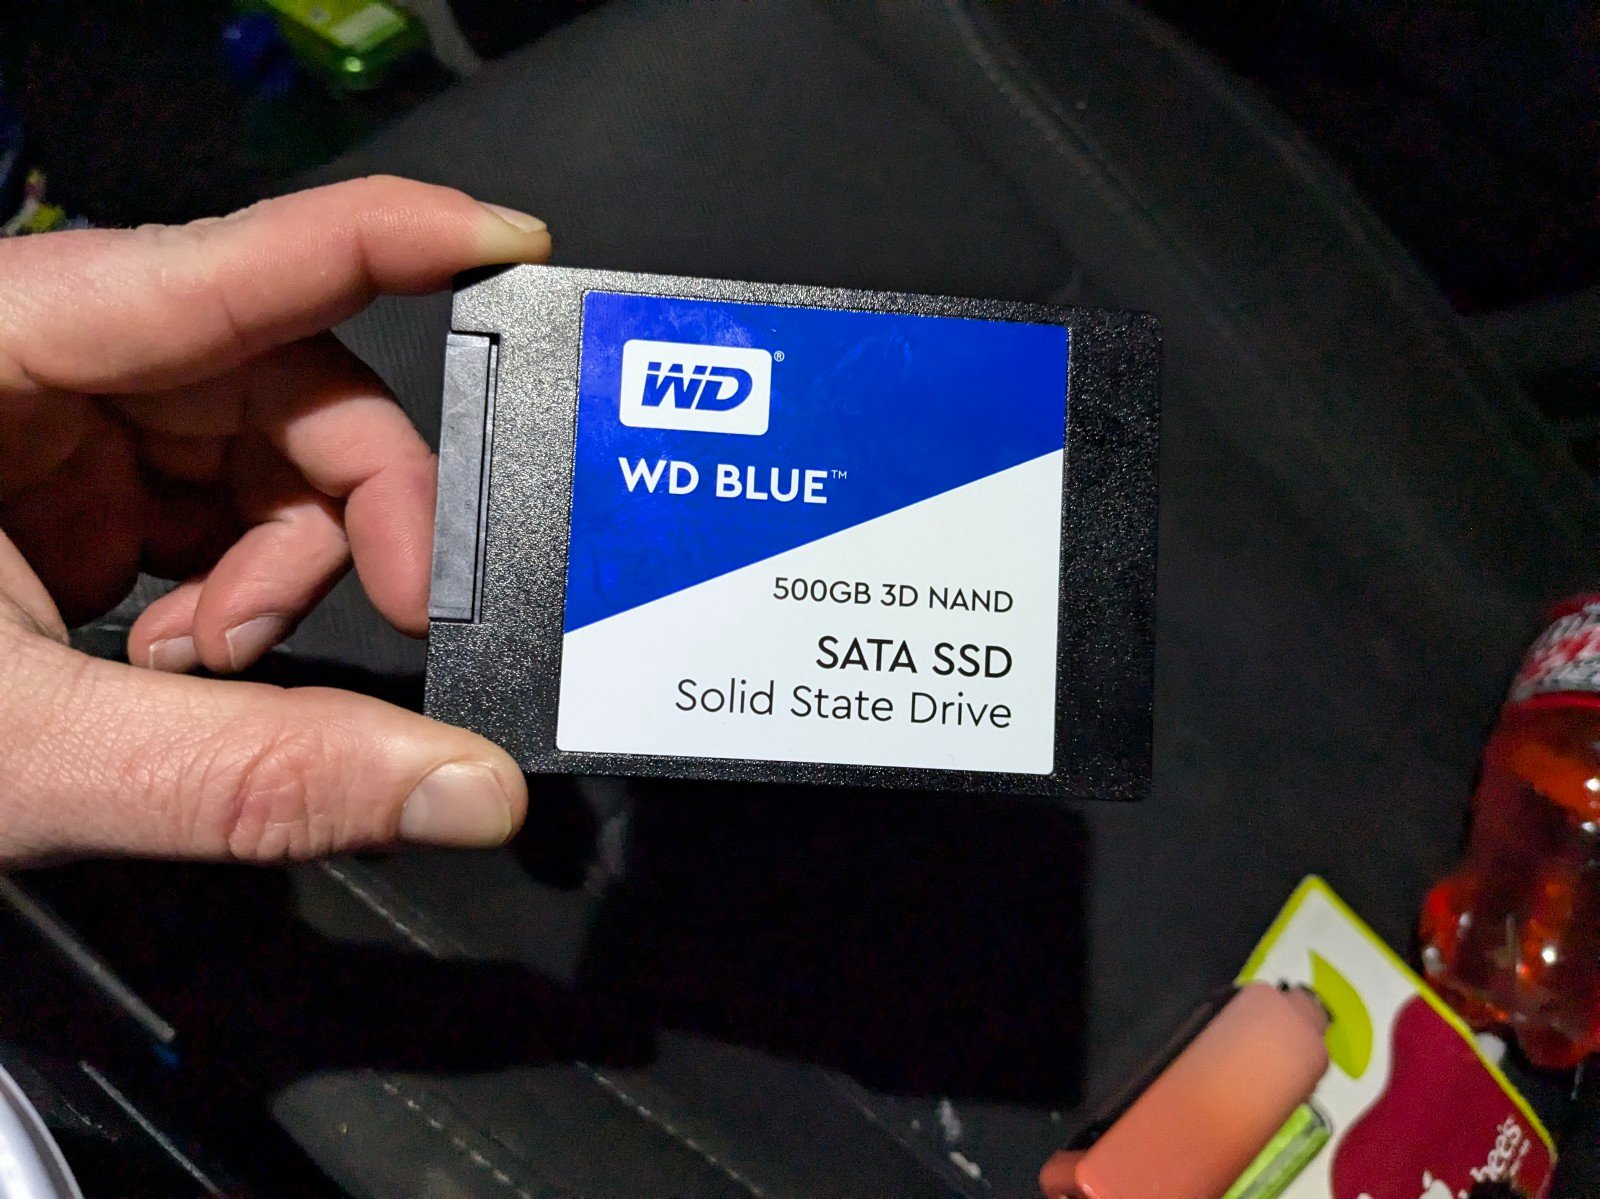 WD®
WD BLUE™
500GB 3D NAND
SATA SSD
Solid State Drive